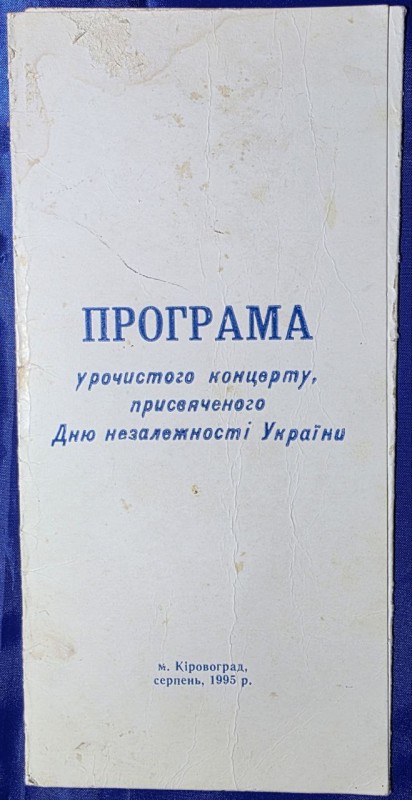 ПРОГРАМА
урочистого концерту,
присвяченого
Дню незалежності України
м. Кіровоград,
серпень, 1995 р.